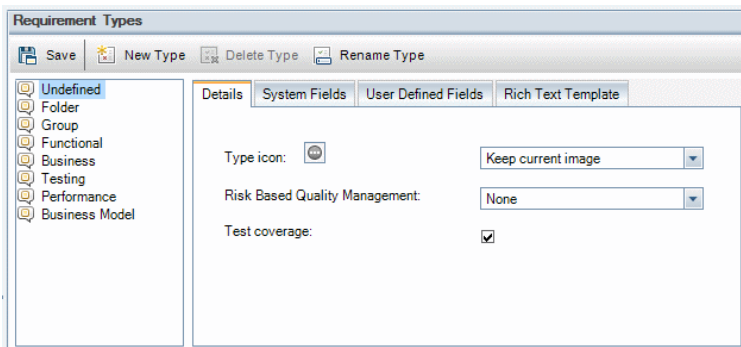 Requirement Types
Save New Type Delete Type Rename Type
Undefined
Folder
Group
Functional
Business
Testing
Performance
Business Model
Details System Fields User Defined Fields Rich Text Template
Type icon: Keep current image
Risk Based Quality Management: None
Test coverage: